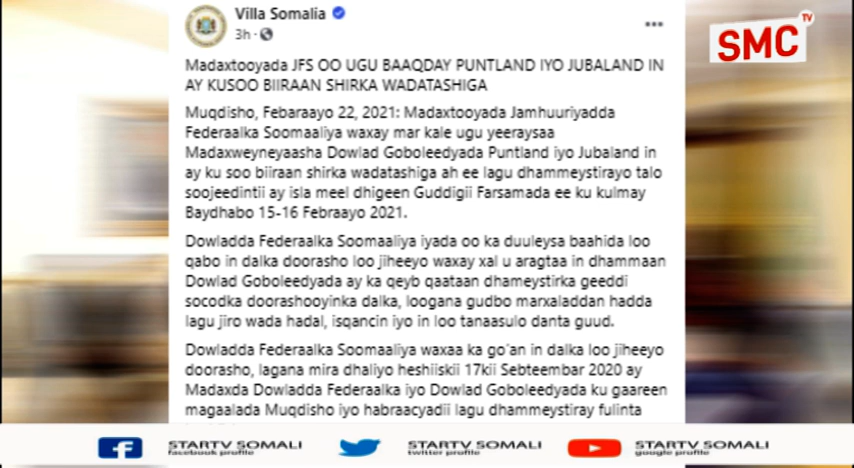 Villa Somalia
3h ·
SMC TV
Madaxtooyada JFS OO UGU BAAQDAY PUNTLAND IYO JUBALAND IN
AY KUSOO BIIRAAN SHIRKA WADATASHIGA
Muqdisho, Febaraayo 22, 2021: Madaxtooyada Jamhuuriyadda
Federaalka Soomaaliya waxay mar kale ugu yeeraysaa
Madaxweyneyaasha Dowlad Goboleedyada Puntland iyo Jubaland in
ay ku soo biiraan shirka wadatashiga ah ee lagu dhammeystirayo talo
soojeedintii ay isla meel dhigeen Guddigii Farsamada ee ku kulmay
Baydhabo 15-16 Febraayo 2021.
Dowladda Federaalka Soomaaliya iyada oo ka duuleysa baahida loo
qabo in dalka doorasho loo jiheeyo waxay xal u aragtaa in dhammaan
Dowlad Goboleedyada ay ka qeyb qaataan dhameystirka geeddi
socodka doorashooyinka dalka, loogana gudbo marxaladdan hadda
lagu jiro wada hadal, isqancin iyo in loo tanaasulo danta guud.
Dowladda Federaalka Soomaaliya waxaa ka go'an in dalka loo jiheeyo
doorasho, lagana mira dhaliyo heshiiskii 17kii Sebteembar 2020 ay
Madaxda Dowladda Federaalka iyo Dowlad Goboleedyada ku gaareen
magaalada Muqdisho iyo habraacyadii lagu dhammeystiray fulinta
STARTV SOMALI
facebook profile
STARTV SOMALI
twitter profile
STARTV SOMALI
google profile